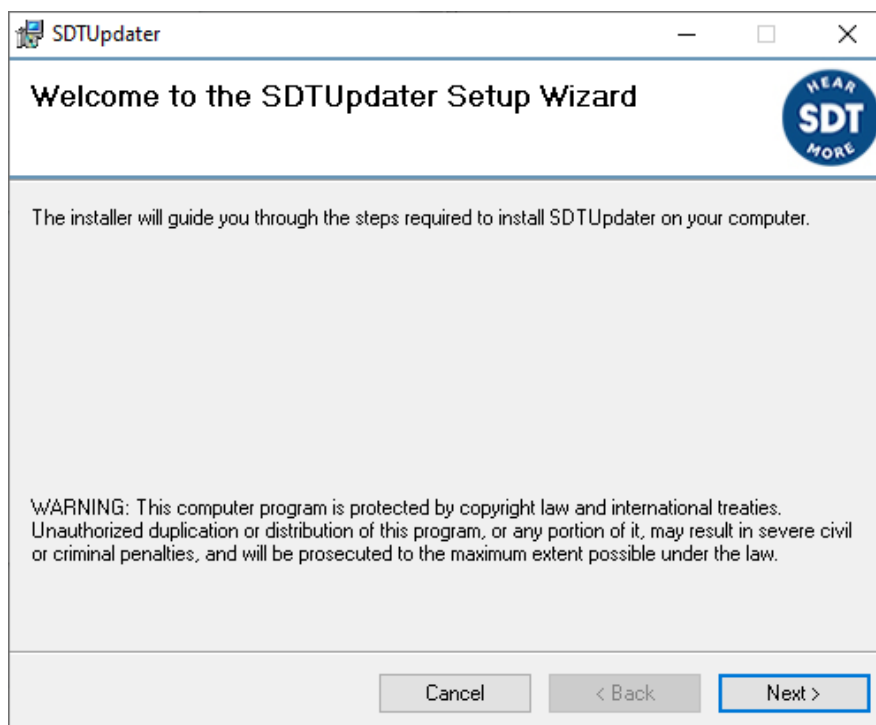 SDTUpdater
Welcome to the SDTUpdater Setup Wizard
HEAR
SDT
MORE
The installer will guide you through the steps required to install SDTUpdater on your computer.
WARNING: This computer program is protected by copyright law and international treaties.
Unauthorized duplication or distribution of this program, or any portion of it, may result in severe civil
or criminal penalties, and will be prosecuted to the maximum extent possible under the law.
Cancel
< Back
Next >